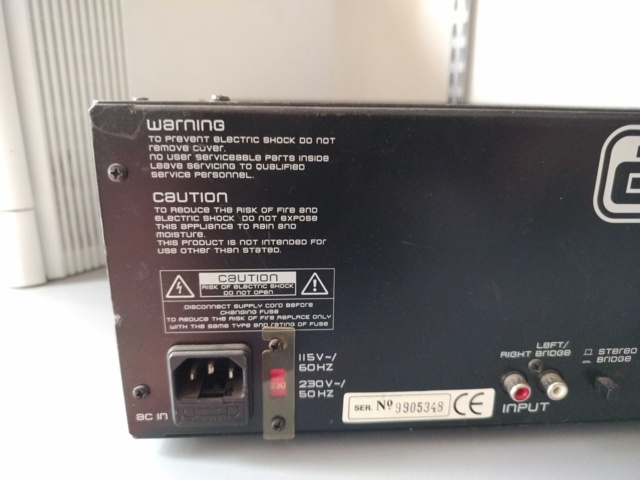 warning
TO PREVENT ELECTRIC SHOCK DO NOT
REMOVE CUVER.
NO USER SERVICEABLE PARTS INSIDE
LEAVE SERVICING TO QUALIFIED
SERVICE PERSONNEL.
CAUTION
TO REDUCE THE RISK OF FIRE AND
ELECTRIC SHOCK DO NOT EXPOSE
THIS APPLIANCE TO RAIN AND
MOISTURE.
THIS PRODUCT IS NOT INTENDED FOR
USE OTHER THAN STATED.
CAUTION
RISK OF ELECTRIC SHOCK
DO NOT OPEN
DISCONNECT SUPPLY CORD BEFORE
CHANGING FUSE
TO REDUCE THE RISK OF FIRE REPLACE ONLY
WITH THE SAME TYPE AND RATING OF FUSE
115V~/
60HZ
230
230V~/
50HZ
AC IN
SER. Nº 9905348 CE
LEFT/
RIGHT BRIDGE
INPUT
STEREO
BRIDGE